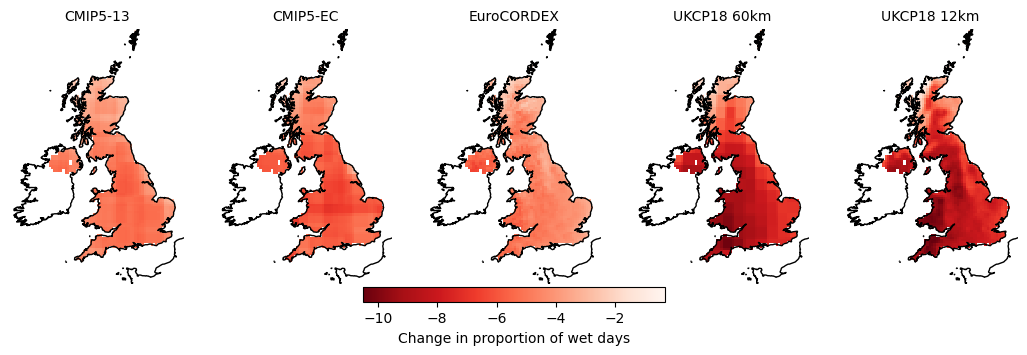 CMIP5-13 CMIP5-EC EuroCORDEX UKCP18 60km UKCP18 12km
−10 −8 −6 −4 −2
Change in proportion of wet days